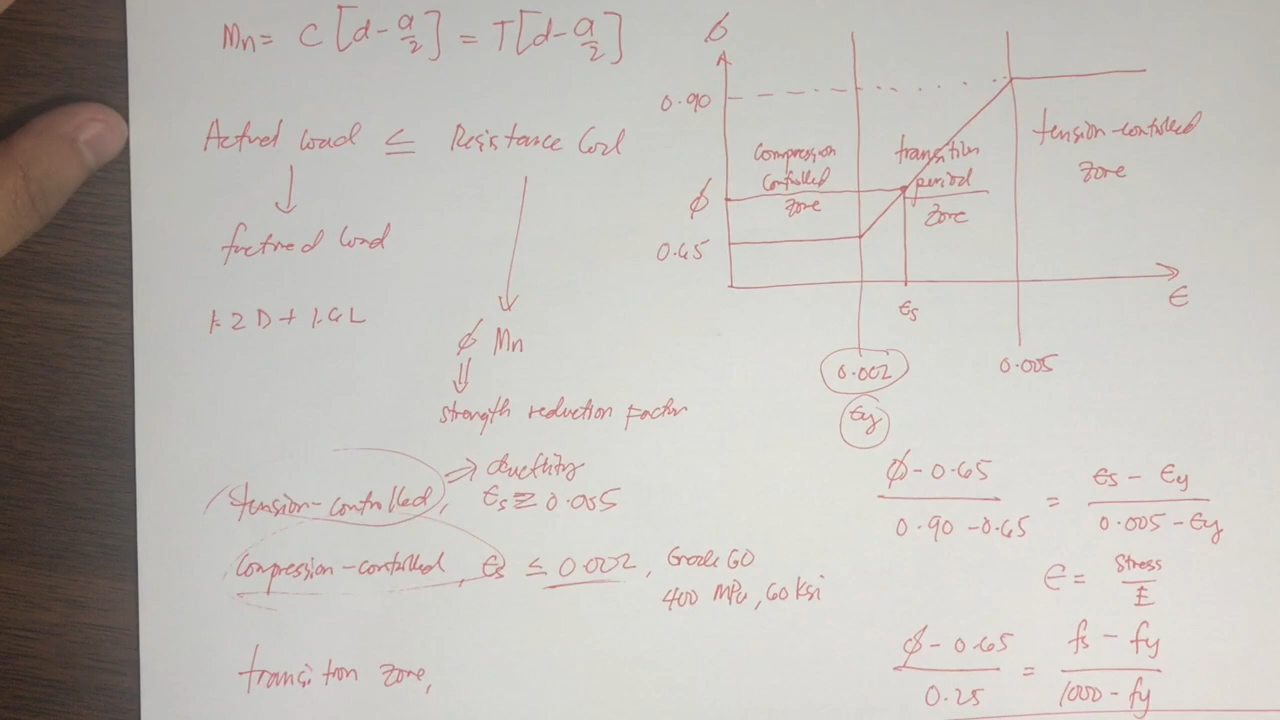 Mn = C [d - a/2] = T [d - a/2]
Actual load ≤ Resistance
factored load
1.2 D + 1.6 L
ϕ Mn
strength reduction factor
tension-controlled, εs ≥ 0.005
⇒ ductility
Compression-controlled, εs ≤ 0.002, Grade 60
400 MPa, 60 ksi
transition zone,
0.90
ϕ
0.65
compression
controlled
zone
transition
period
zone
tension-controlled
zone
εs
ε
0.002
0.005
εy
ϕ - 0.65 / 0.90 - 0.65 = εs - εy / 0.005 - εy
ε = Stress / E
ϕ - 0.65 / 0.25 = fs - fy / 1000 - fy